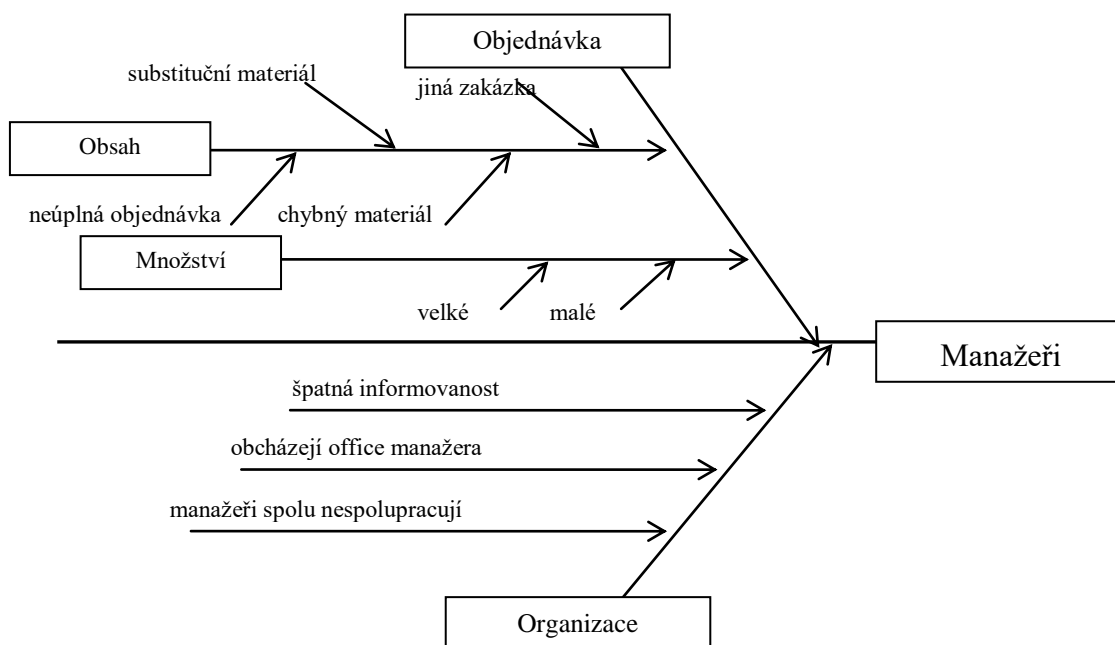 Objednávka
substituční materiál
jiná zakázka
Obsah
neúplná objednávka
chybný materiál
Množství
velké
malé
Manažeři
špatná informovanost
obcházejí office manažera
manažeři spolu nespolupracují
Organizace